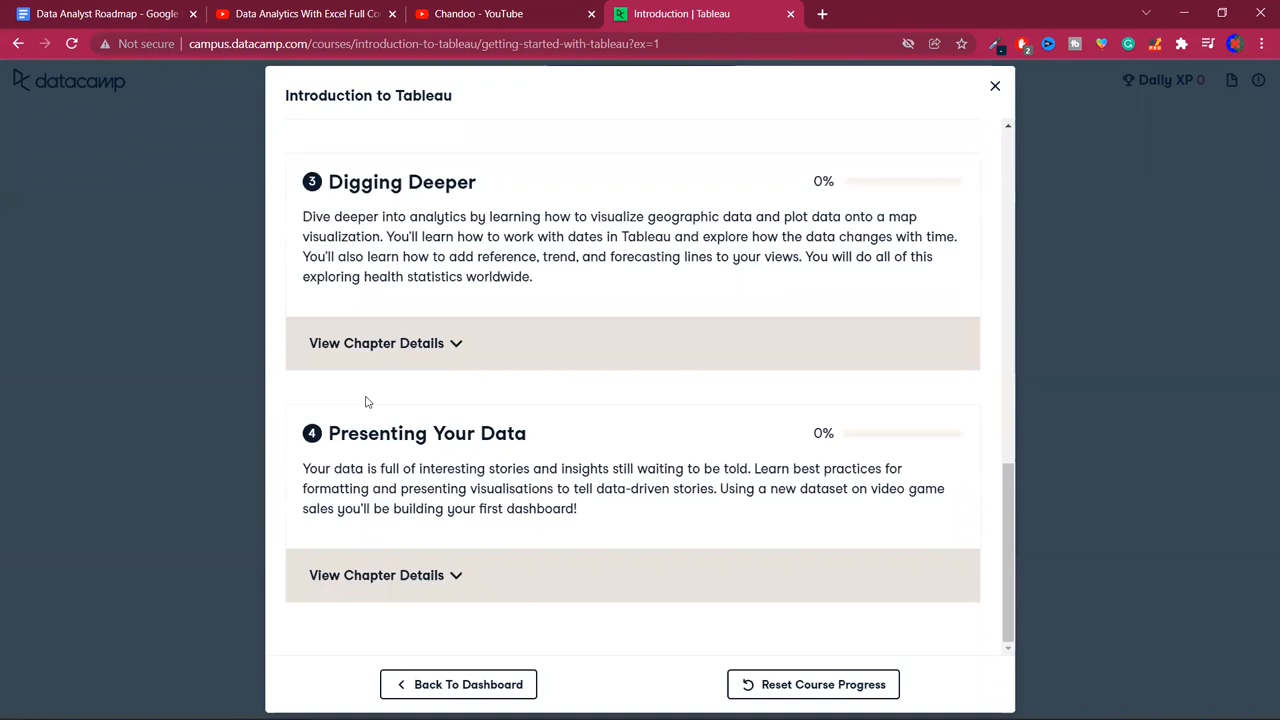 Data Analyst Roadmap - Google
Data Analytics With Excel Full Co
Chandoo - YouTube
Introduction | Tableau
Not secure
campus.datacamp.com/courses/introduction-to-tableau/getting-started-with-tableau?ex=1
2
datacamp
Daily XP 0
Introduction to Tableau
3 Digging Deeper
0%
Dive deeper into analytics by learning how to visualize geographic data and plot data onto a map
visualization. You'll learn how to work with dates in Tableau and explore how the data changes with time.
You'll also learn how to add reference, trend, and forecasting lines to your views. You will do all of this
exploring health statistics worldwide.
View Chapter Details
4 Presenting Your Data
0%
Your data is full of interesting stories and insights still waiting to be told. Learn best practices for
formatting and presenting visualisations to tell data-driven stories. Using a new dataset on video game
sales you'll be building your first dashboard!
View Chapter Details
Back To Dashboard
Reset Course Progress